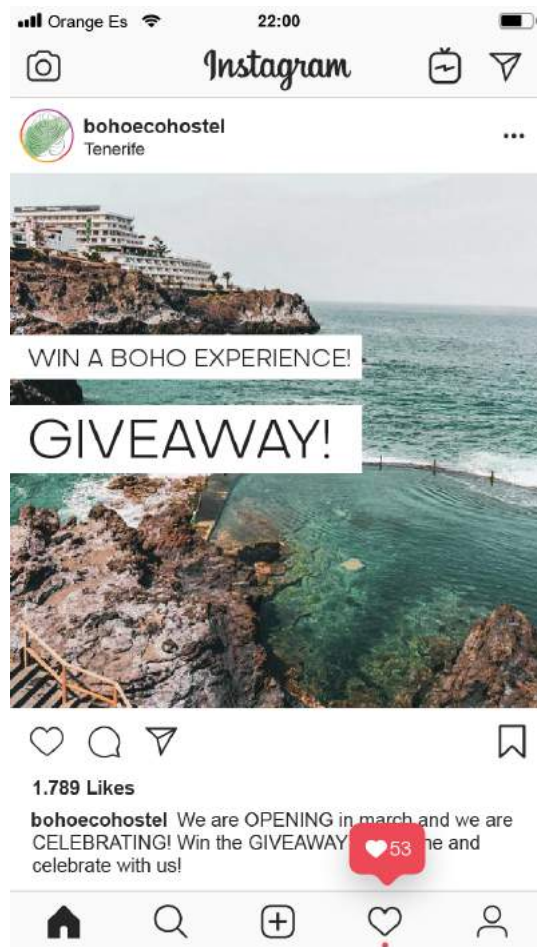 Orange Es 22:00
Instagram
bohoecohostel
Tenerife
WIN A BOHO EXPERIENCE!
GIVEAWAY!
1.789 Likes
bohoecohostel We are OPENING in march and we are
CELEBRATING! Win the GIVEAWAY and
celebrate with us!
53